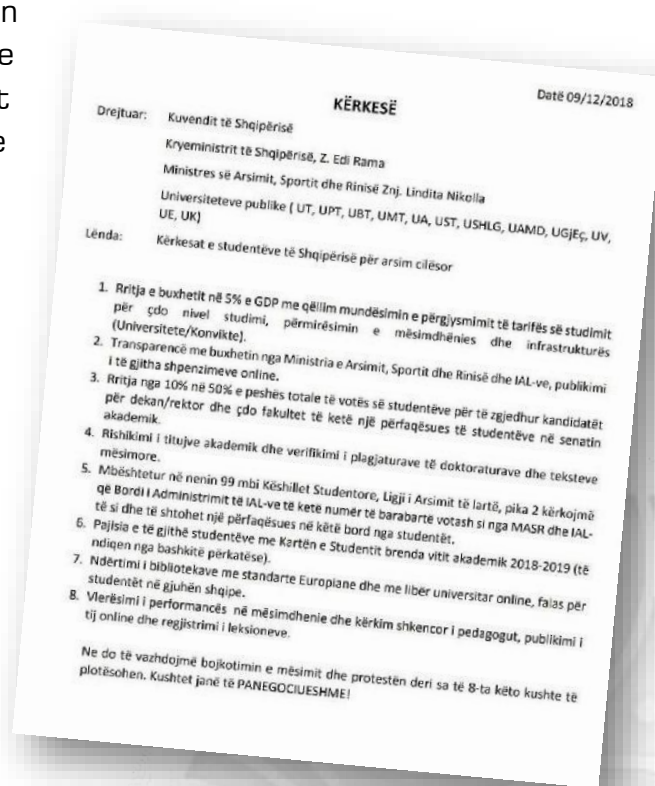 n
e
t
e
Datë 09/12/2018
KËRKESË
Drejtuar: Kuvendit të Shqipërisë
Kryeministrit të Shqipërisë, Z. Edi Rama
Ministres së Arsimit, Sportit dhe Rinisë Znj. Lindita Nikolla
Universiteteve publike ( UT, UPT, UBT, UMT, UA, UST, USHLG, UAMD, UGjEç, UV,
UE, UK)
Lënda: Kërkesat e studentëve të Shqipërisë për arsim cilësor
1. Rritja e buxhetit në 5% e GDP me qëllim mundësimin e përgjysmimit të tarifës së studimit
për çdo nivel studimi, përmirësimin e mësimdhënies dhe infrastrukturës
(Universitete/Konvikte).
2. Transparencë me buxhetin nga Ministria e Arsimit, Sportit dhe Rinisë dhe IAL-ve, publikimi
i të gjitha shpenzimeve online.
3. Rritja nga 10% në 50% e peshës totale të votës së studentëve për të zgjedhur kandidatët
për dekan/rektor dhe çdo fakultet të ketë një përfaqësues të studentëve në senatin
akademik.
4. Rishikimi i titujve akademik dhe verifikimi i plagjaturave të doktoraturave dhe teksteve
mësimore.
5. Mbështetur në nenin 99 mbi Këshillet Studentore, Ligji i Arsimit të lartë, pika 2 kërkojmë
që Bordi i Administrimit të IAL-ve të ketë numër të barabarte votash si nga MASR dhe IAL-
të si dhe të shtohet një përfaqësues në këtë bord nga studentët.
6. Pajisja e të gjithë studentëve me Kartën e Studentit brenda vitit akademik 2018-2019 (të
ndiqen nga bashkitë përkatëse).
7. Ndërtimi i bibliotekave me standarte Europiane dhe me libër universitar online, falas për
studentët në gjuhën shqipe.
8. Vlerësimi i performancës në mësimdhenie dhe kërkim shkencor i pedagogut, publikimi i
tij online dhe regjistrimi i leksioneve.
Ne do të vazhdojmë bojkotimin e mësimit dhe protestën deri sa të 8-ta këto kushte të
plotësohen. Kushtet janë të PANEGOCIUESHME!